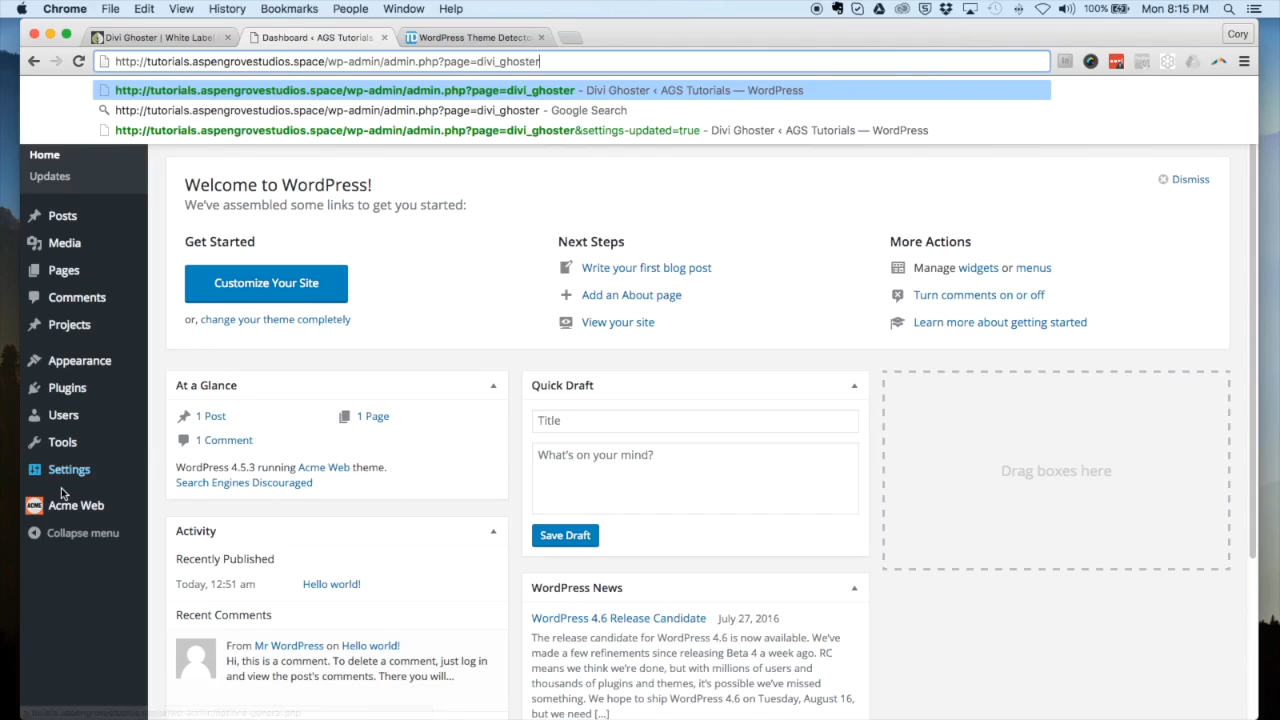 Chrome File Edit View History Bookmarks People Window Help 100% Mon 8:15 PM
Divi Ghoster | White Label Dashboard ‹ AGS Tutorials WordPress Theme Detecto Cory
http://tutorials.aspengrovestudios.space/wp-admin/admin.php?page=divi_ghoster
http://tutorials.aspengrovestudios.space/wp-admin/admin.php?page=divi_ghoster - Divi Ghoster ‹ AGS Tutorials — WordPress
http://tutorials.aspengrovestudios.space/wp-admin/admin.php?page=divi_ghoster - Google Search
http://tutorials.aspengrovestudios.space/wp-admin/admin.php?page=divi_ghoster&settings-updated=true - Divi Ghoster ‹ AGS Tutorials — WordPress
Home
Updates
Posts
Media
Pages
Comments
Projects
Appearance
Plugins
Users
Tools
Settings
ACME Acme Web
Collapse menu
Welcome to WordPress!
Dismiss
We've assembled some links to get you started:
Get Started
Customize Your Site
or, change your theme completely
Next Steps
Write your first blog post
Add an About page
View your site
More Actions
Manage widgets or menus
Turn comments on or off
Learn more about getting started
At a Glance
1 Post 1 Page
1 Comment
WordPress 4.5.3 running Acme Web theme.
Search Engines Discouraged
Activity
Recently Published
Today, 12:51 am Hello world!
Recent Comments
From Mr WordPress on Hello world!
Hi, this is a comment. To delete a comment, just log in
and view the post's comments. There you will...
Quick Draft
Title
What's on your mind?
Save Draft
WordPress News
WordPress 4.6 Release Candidate July 27, 2016
The release candidate for WordPress 4.6 is now available. We've
made a few refinements since releasing Beta 4 a week ago. RC
means we think we're done, but with millions of users and
thousands of plugins and themes, it's possible we've missed
something. We hope to ship WordPress 4.6 on Tuesday, August 16,
but we need [...]
Drag boxes here